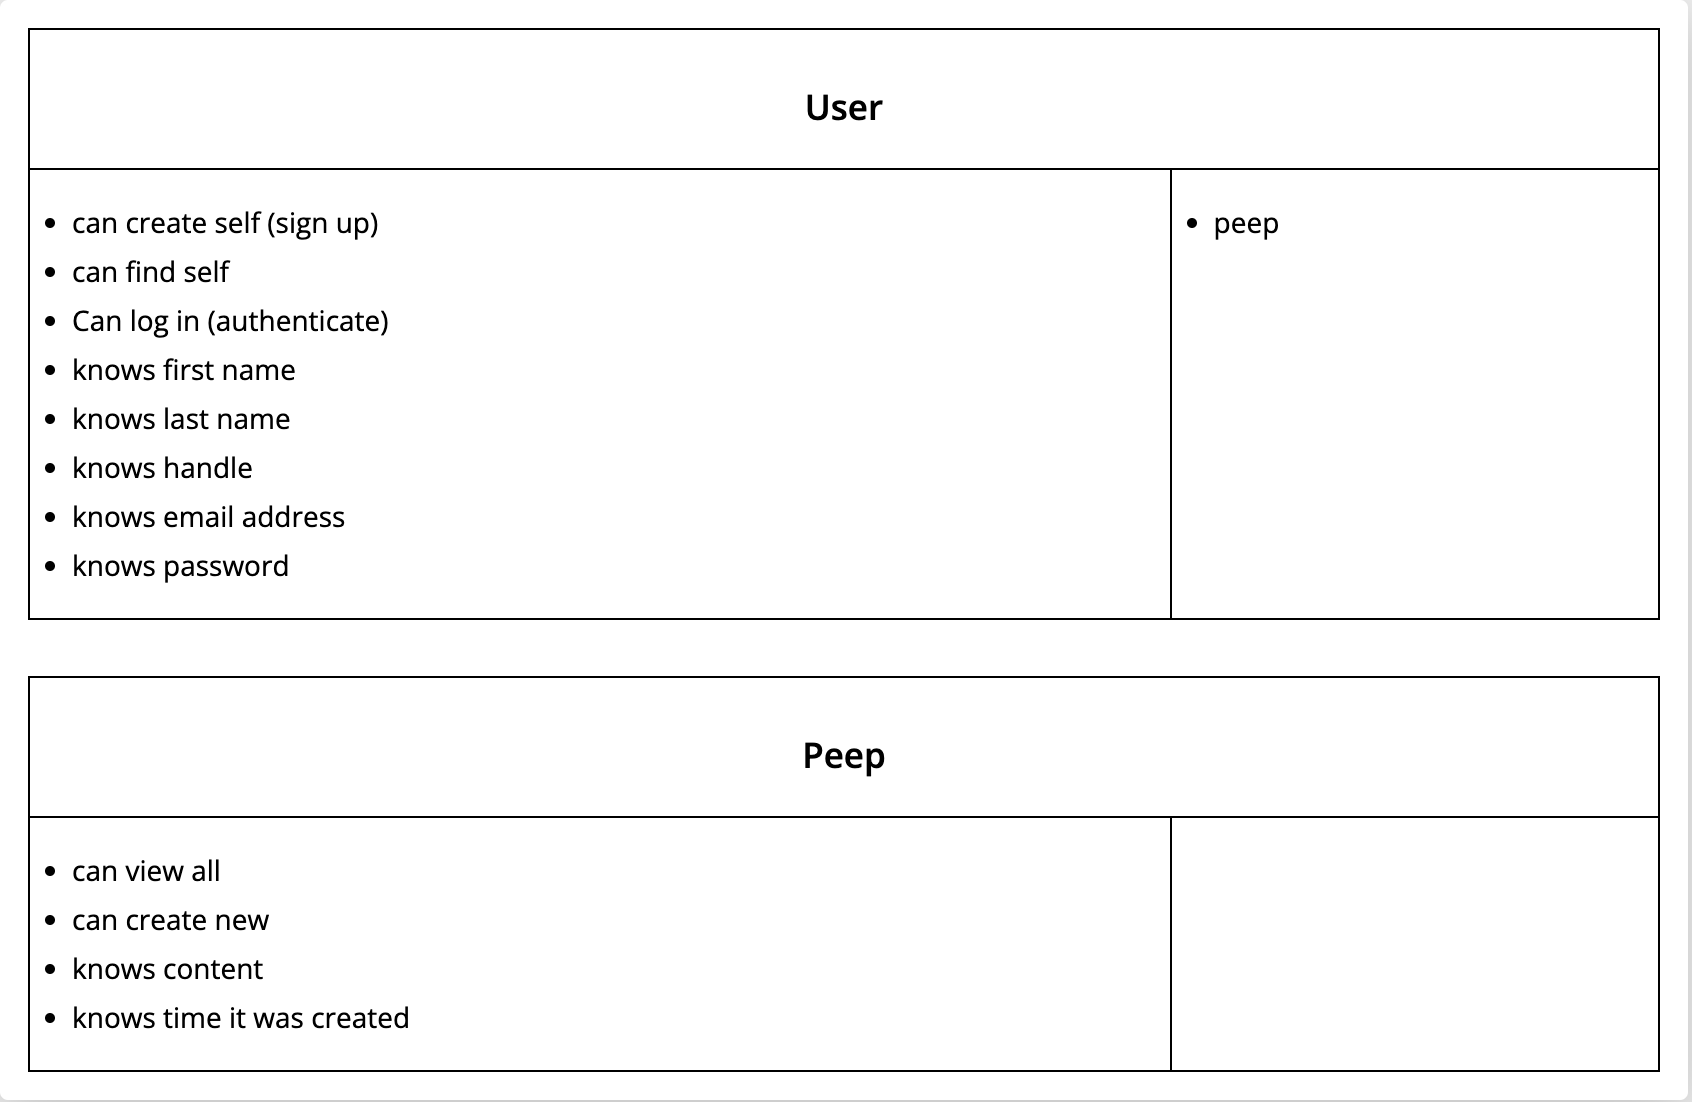 User
can create self (sign up)
can find self
Can log in (authenticate)
knows first name
knows last name
knows handle
knows email address
knows password
peep
Peep
can view all
can create new
knows content
knows time it was created